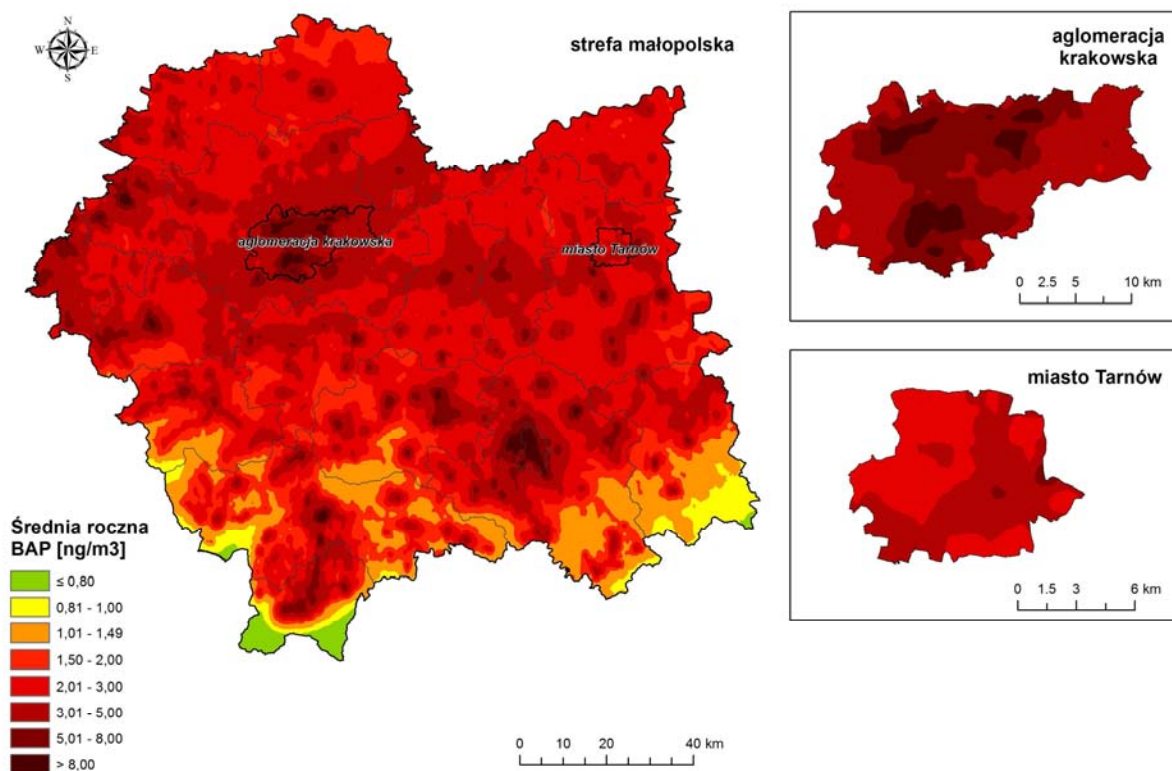 N
W E
S
strefa małopolska
aglomeracja krakowska
miasto Tarnów
Średnia roczna
BAP [ng/m3]
≤ 0,80
0,81 - 1,00
1,01 - 1,49
1,50 - 2,00
2,01 - 3,00
3,01 - 5,00
5,01 - 8,00
> 8,00
0 5 10 20 30 40 km
aglomeracja
krakowska
0 2.5 5 10 km
miasto Tarnów
0 1.5 3 6 km